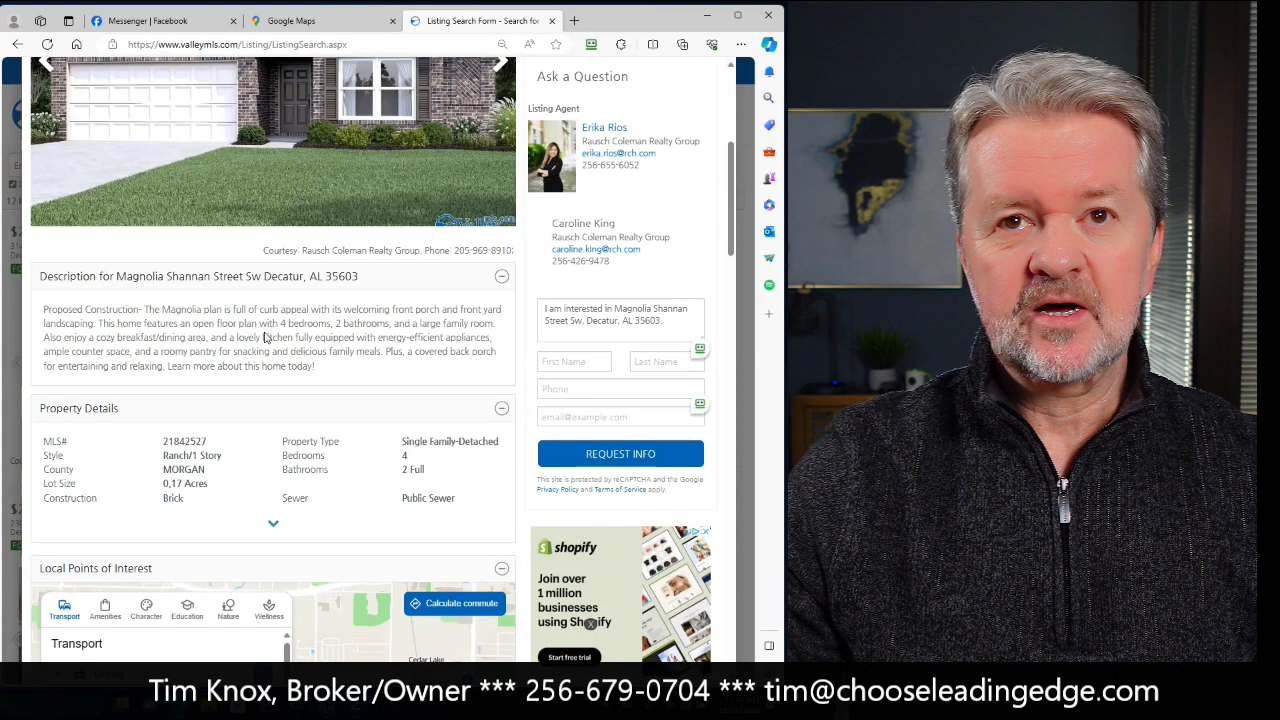 Messenger | Facebook
Google Maps
Listing Search Form - Search for
https://www.valleymls.com/Listing/ListingSearch.aspx
Ask a Question
Listing Agent
Erika Rios
Rausch Coleman Realty Group
erika.rios@rch.com
256-655-6052
Caroline King
Rausch Coleman Realty Group
caroline.king@rch.com
256-426-9478
Courtesy: Rausch Coleman Realty Group, Phone: 205-969-8910;
Description for Magnolia Shannan Street Sw Decatur, AL 35603
Proposed Construction- The Magnolia plan is full of curb appeal with its welcoming front porch and front yard
landscaping. This home features an open floor plan with 4 bedrooms, 2 bathrooms, and a large family room.
Also enjoy a cozy breakfast/dining area, and a lovely kitchen fully equipped with energy-efficient appliances,
ample counter space, and a roomy pantry for snacking and delicious family meals. Plus, a covered back porch
for entertaining and relaxing. Learn more about this home today!
I am interested in Magnolia Shannan
Street Sw, Decatur, AL 35603.
First Name
Last Name
Phone
email@example.com
REQUEST INFO
This site is protected by reCAPTCHA and the Google
Privacy Policy and Terms of Service apply.
Property Details
MLS# 21842527 Property Type Single Family-Detached
Style Ranch/1 Story Bedrooms 4
County MORGAN Bathrooms 2 Full
Lot Size 0.17 Acres
Construction Brick Sewer Public Sewer
Local Points of Interest
Calculate commute
Transport Amenities Character Education Nature Wellness
Transport
Cedar Lake
shopify
Join over
1 million
businesses
using Shopify
Start free trial
Tim Knox, Broker/Owner *** 256-679-0704 *** tim@chooseleadingedge.com